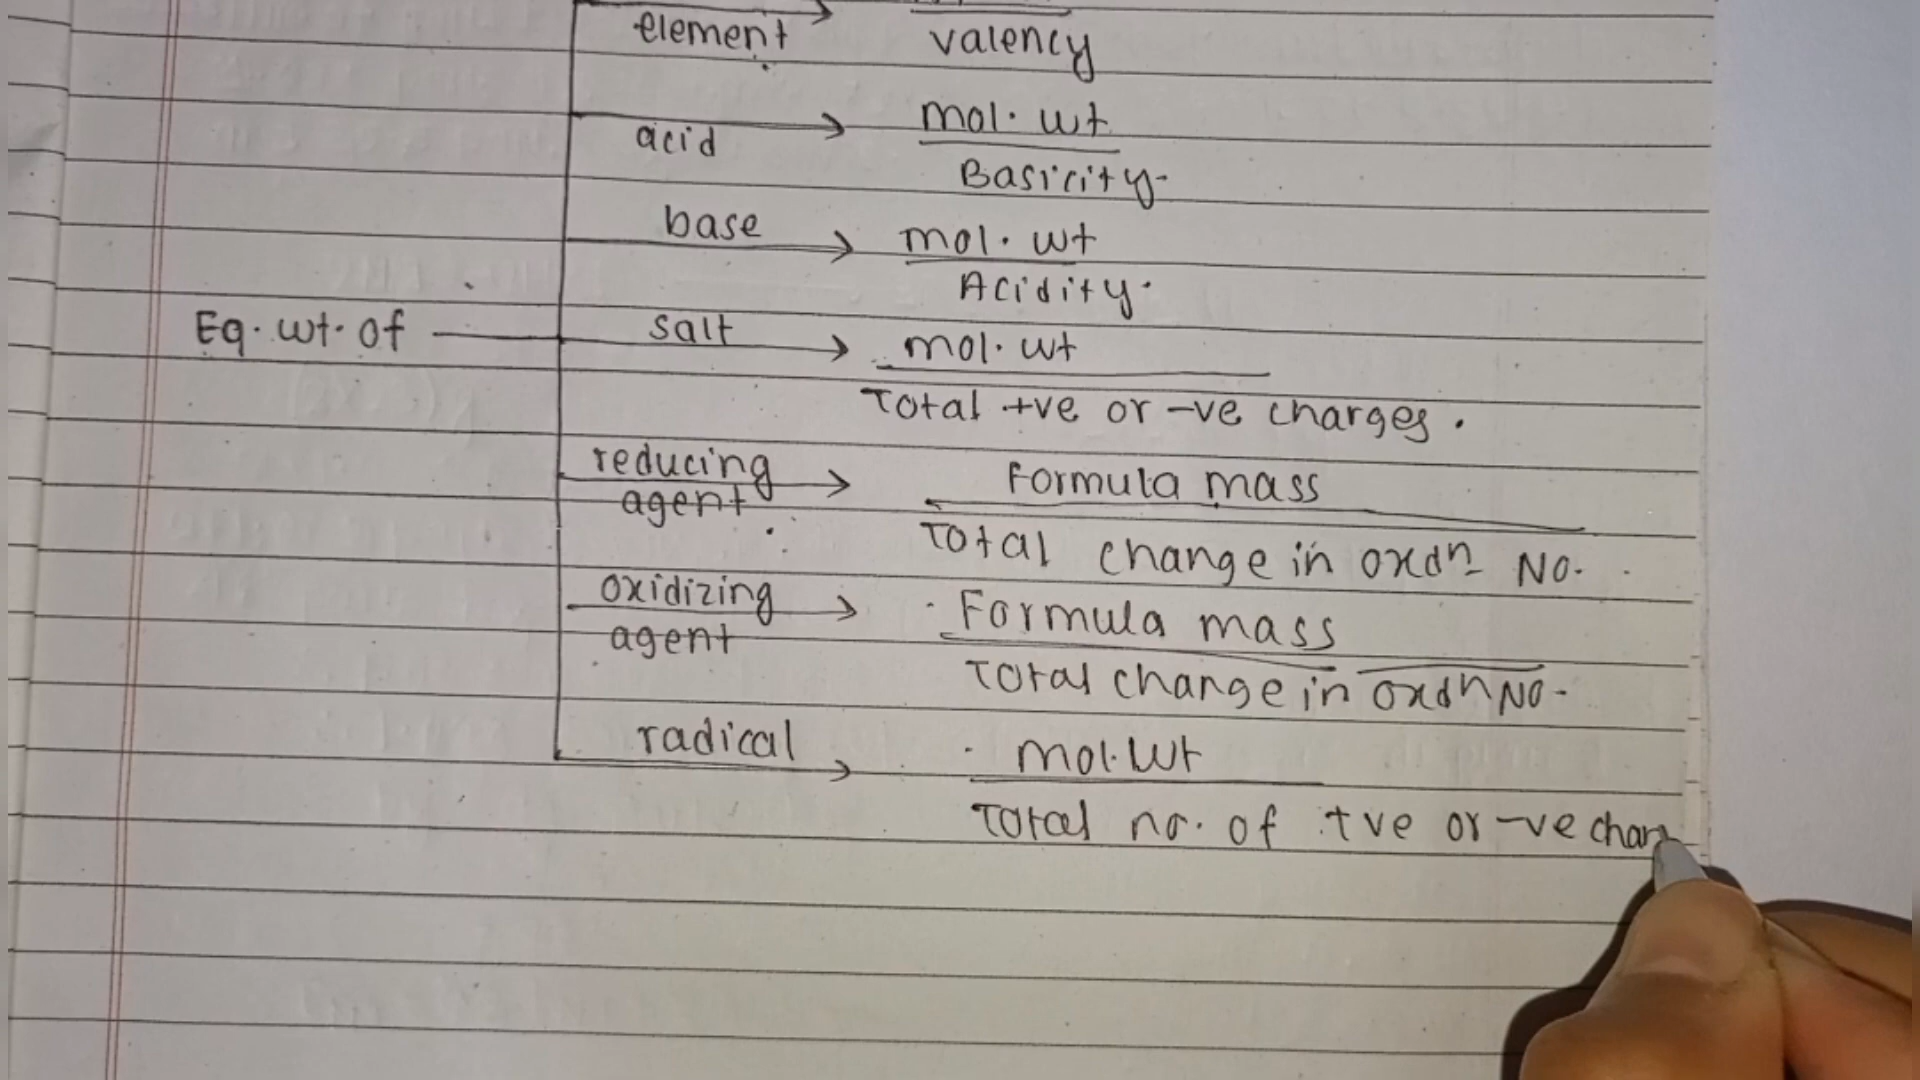 element valency
acid mol. wt
Basicity.
base mol. wt
Acidity.
Eq. wt. of salt mol. wt
Total +ve or -ve charges.
reducing Formula mass
agent Total change in oxdn No.
oxidizing Formula mass
agent Total change in oxdn No.
radical mol. wt
Total no. of +ve or -ve char